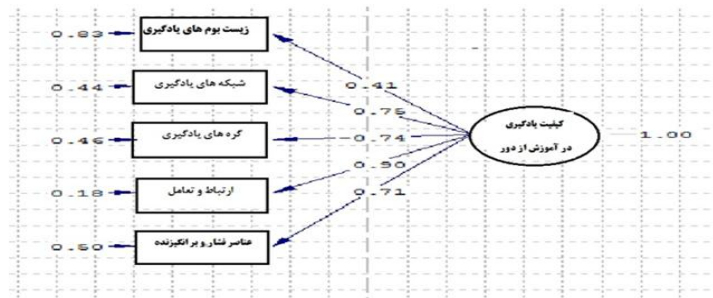 0.83
زیست بوم های یادگیری
0.41
0.44
شبکه های یادگیری
0.75
0.46
گره های یادگیری
0.74
کیفیت یادگیری
در آموزش از دور
1.00
0.18
ارتباط و تعامل
0.90
0.50
عناصر فشار و بر انگیزنده
0.71